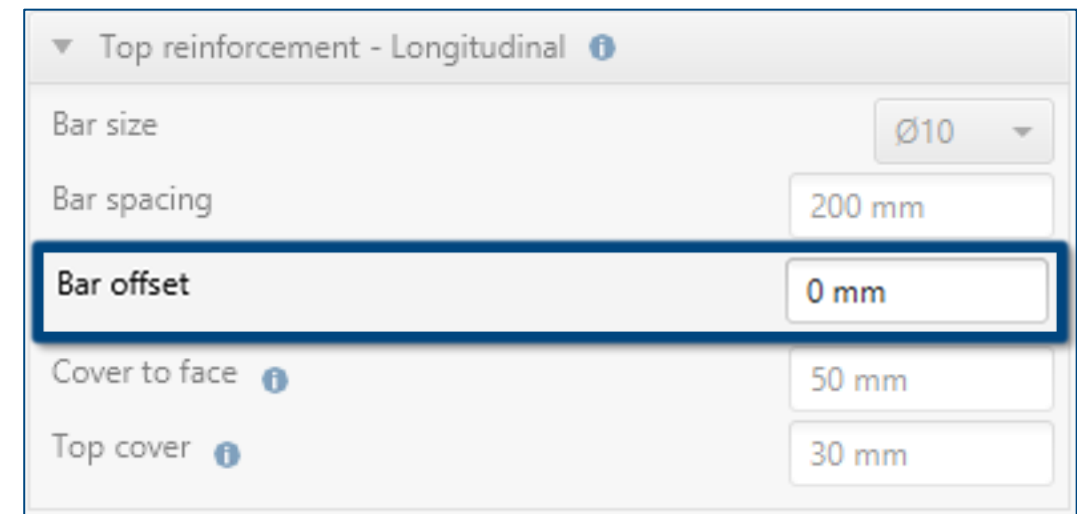 Top reinforcement - Longitudinal
Bar size Ø10
Bar spacing 200 mm
Bar offset 0 mm
Cover to face 50 mm
Top cover 30 mm